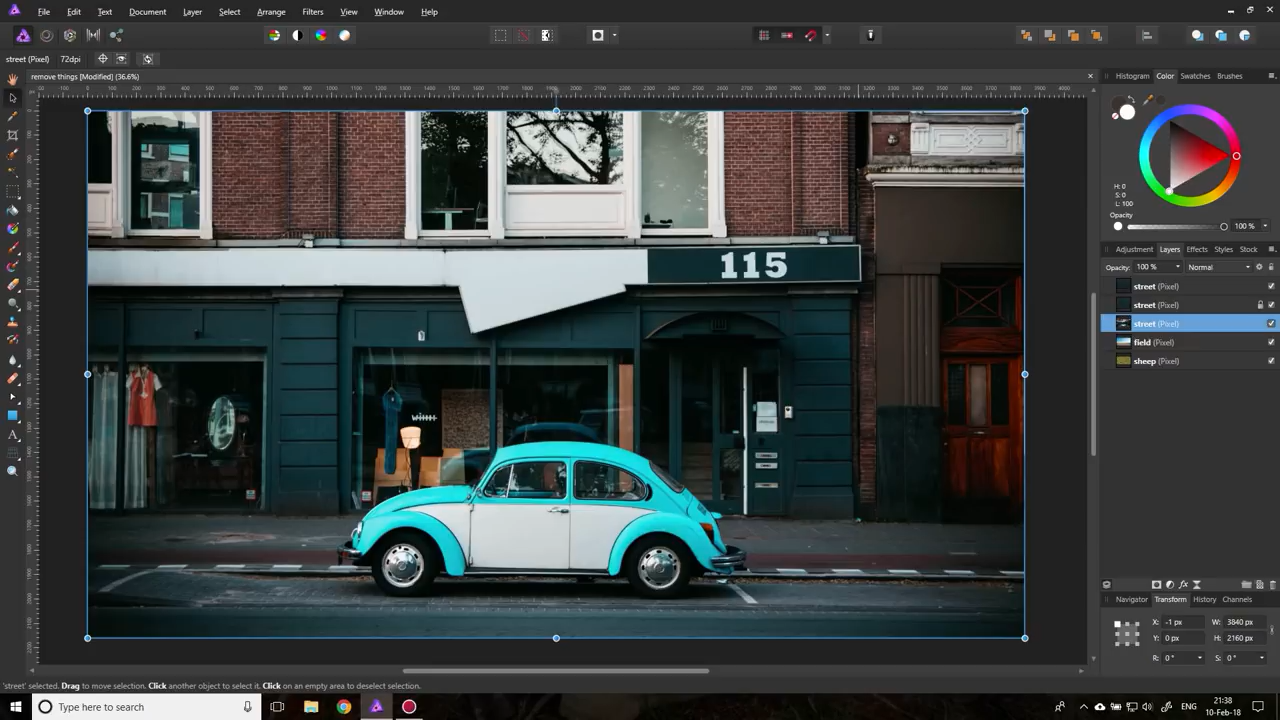 File Edit Text Document Layer Select Arrange Filters View Window Help
street (Pixel) 72dpi
remove things [Modified] (36.6%)
Histogram Color Swatches Brushes
H: 0
S: 0
L: 100
Opacity
100 %
Adjustment Layers Effects Styles Stock
Opacity: 100 % Normal
street (Pixel)
street (Pixel)
street (Pixel)
field (Pixel)
sheep (Pixel)
115
Navigator Transform History Channels
X: -1 px W: 3840 px
Y: 0 px H: 2160 px
R: 0 ° S: 0 °
'street' selected. Drag to move selection. Click another object to select it. Click on an empty area to deselect selection.
Type here to search
21:38
10-Feb-18